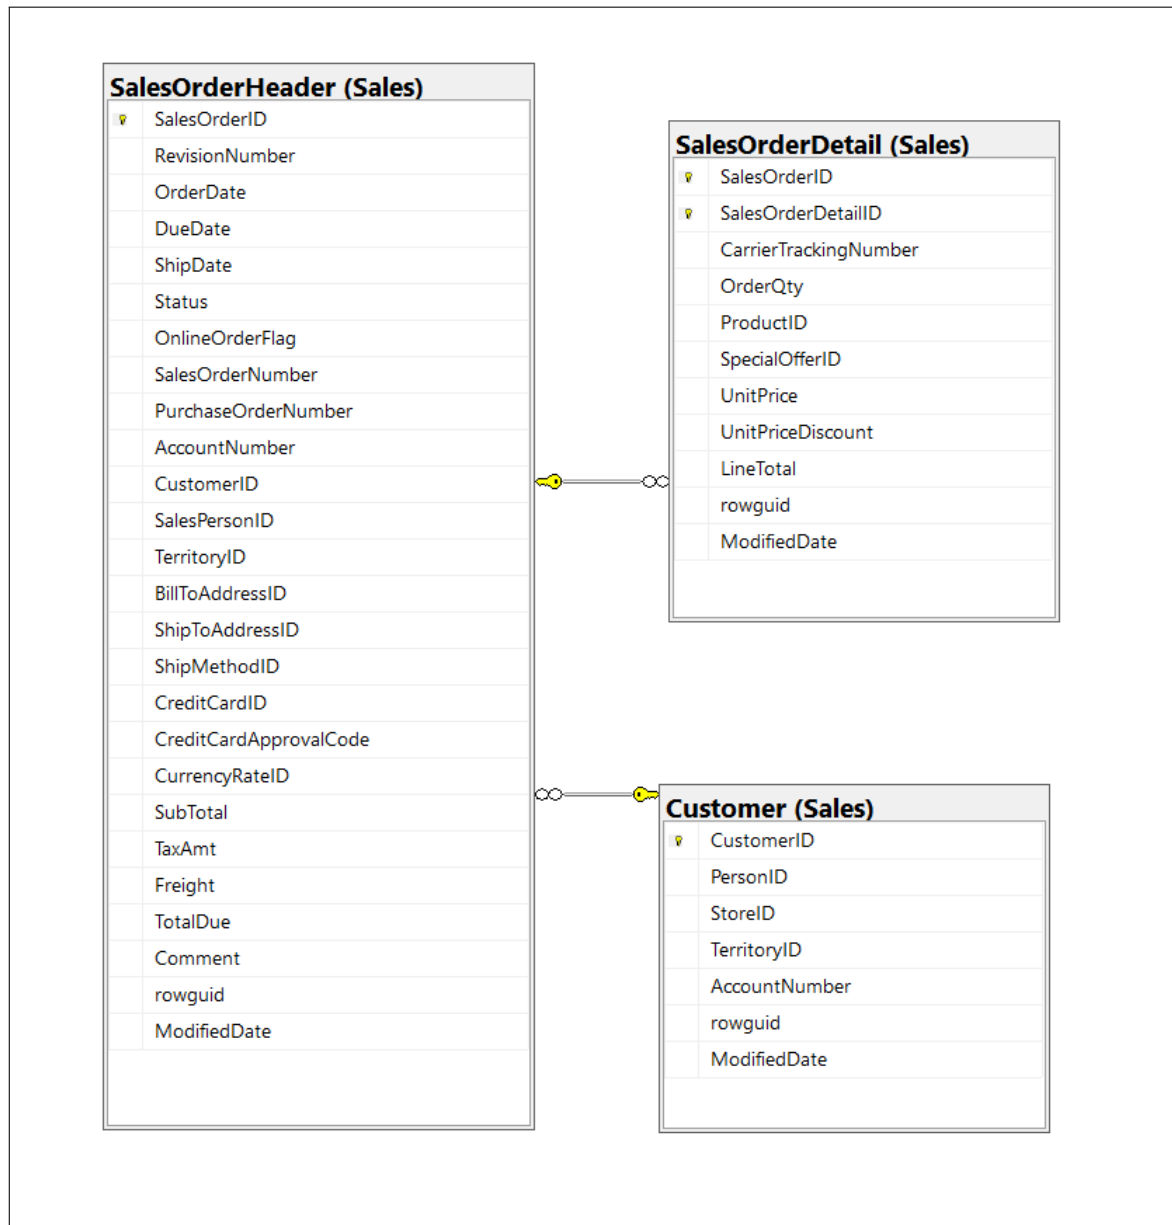 SalesOrderHeader (Sales)
SalesOrderID
RevisionNumber
OrderDate
DueDate
ShipDate
Status
OnlineOrderFlag
SalesOrderNumber
PurchaseOrderNumber
AccountNumber
CustomerID
SalesPersonID
TerritoryID
BillToAddressID
ShipToAddressID
ShipMethodID
CreditCardID
CreditCardApprovalCode
CurrencyRateID
SubTotal
TaxAmt
Freight
TotalDue
Comment
rowguid
ModifiedDate
SalesOrderDetail (Sales)
SalesOrderID
SalesOrderDetailID
CarrierTrackingNumber
OrderQty
ProductID
SpecialOfferID
UnitPrice
UnitPriceDiscount
LineTotal
rowguid
ModifiedDate
Customer (Sales)
CustomerID
PersonID
StoreID
TerritoryID
AccountNumber
rowguid
ModifiedDate